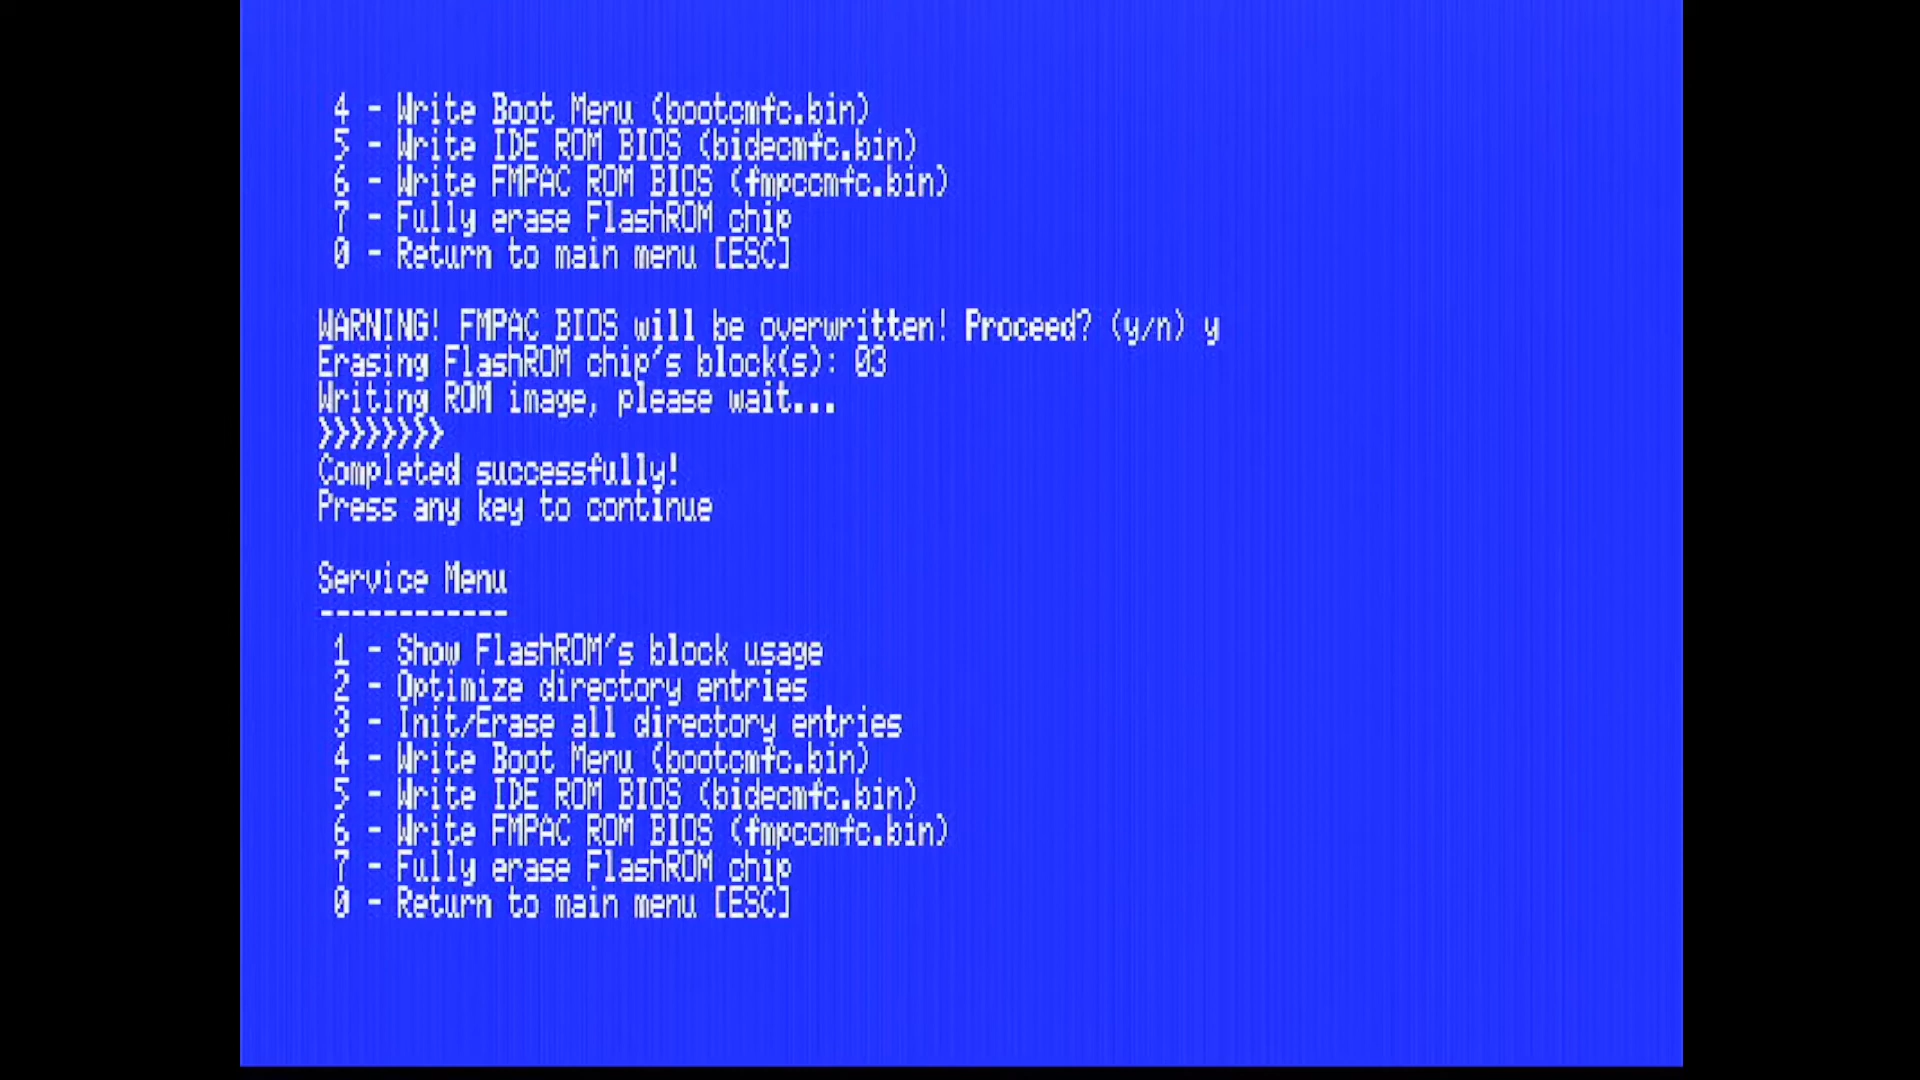 4 - Write Boot Menu (bootcmfc.bin)
5 - Write IDE ROM BIOS (bidecmfc.bin)
6 - Write FMPAC ROM BIOS (fmpccmfc.bin)
7 - Fully erase FlashROM chip
0 - Return to main menu [ESC]
WARNING! FMPAC BIOS will be overwritten! Proceed? (y/n) y
Erasing FlashROM chip's block(s): 03
Writing ROM image, please wait...
>>>>>>>>
Completed successfully!
Press any key to continue
Service Menu
------------
1 - Show FlashROM's block usage
2 - Optimize directory entries
3 - Init/Erase all directory entries
4 - Write Boot Menu (bootcmfc.bin)
5 - Write IDE ROM BIOS (bidecmfc.bin)
6 - Write FMPAC ROM BIOS (fmpccmfc.bin)
7 - Fully erase FlashROM chip
0 - Return to main menu [ESC]